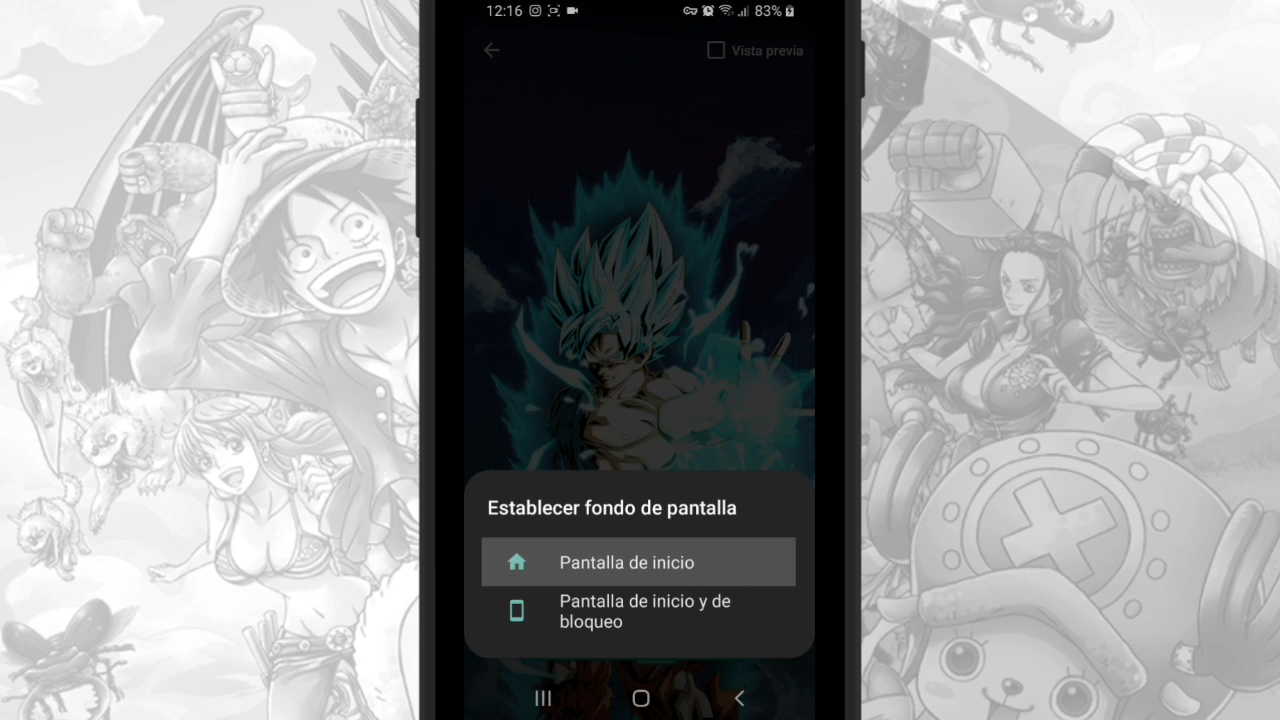 12:16
83%
Vista previa
Establecer fondo de pantalla
Pantalla de inicio
Pantalla de inicio y de
bloqueo